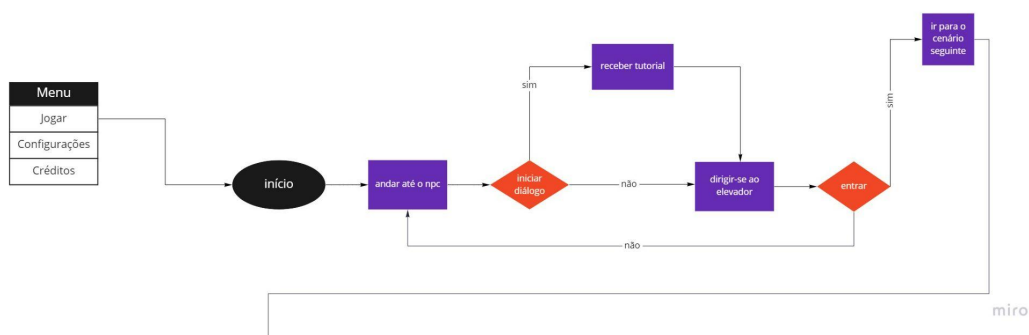 Menu
Jogar
Configurações
Créditos
início
andar até o npc
iniciar
diálogo
sim
receber tutorial
não
dirigir-se ao
elevador
entrar
não
sim
ir para o
cenário
seguinte
miro